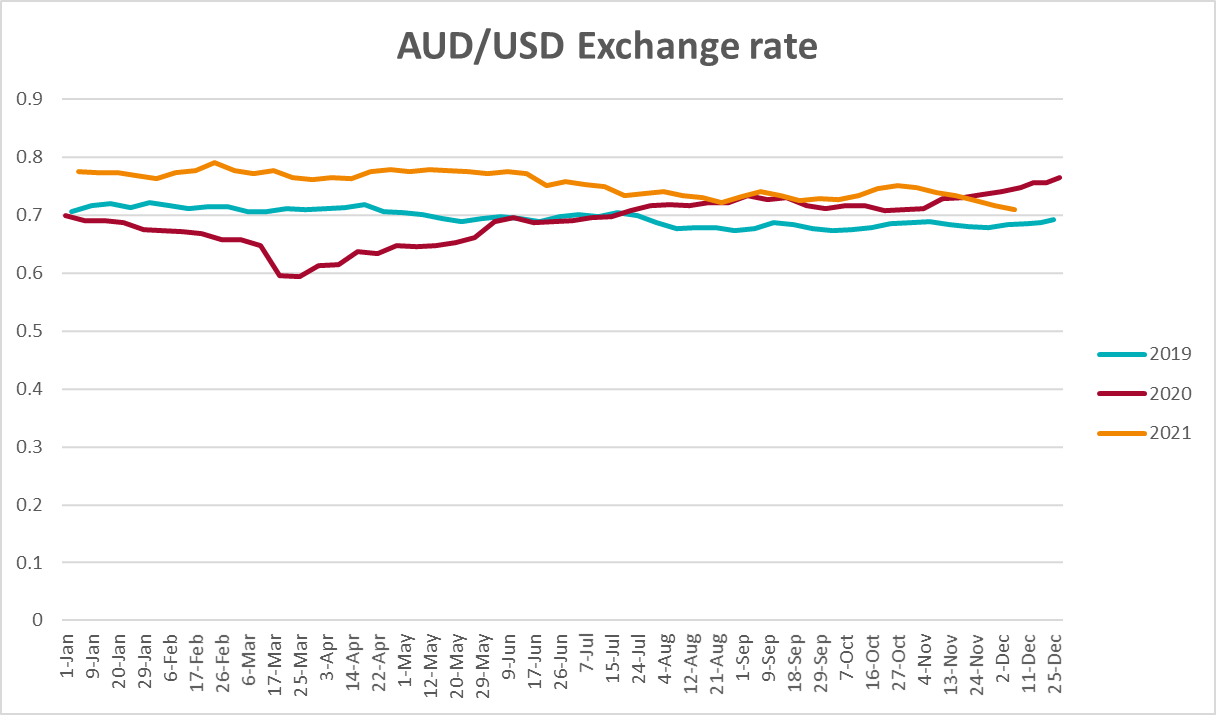 AUD/USD Exchange rate
0.9
0.8
0.7
0.6
0.5
0.4
0.3
0.2
0.1
0
1-Jan
9-Jan
20-Jan
29-Jan
6-Feb
17-Feb
26-Feb
6-Mar
17-Mar
25-Mar
3-Apr
14-Apr
22-Apr
1-May
12-May
20-May
29-May
9-Jun
17-Jun
26-Jun
7-Jul
15-Jul
24-Jul
4-Aug
12-Aug
21-Aug
1-Sep
9-Sep
18-Sep
29-Sep
7-Oct
16-Oct
27-Oct
4-Nov
13-Nov
24-Nov
2-Dec
11-Dec
25-Dec
2019
2020
2021